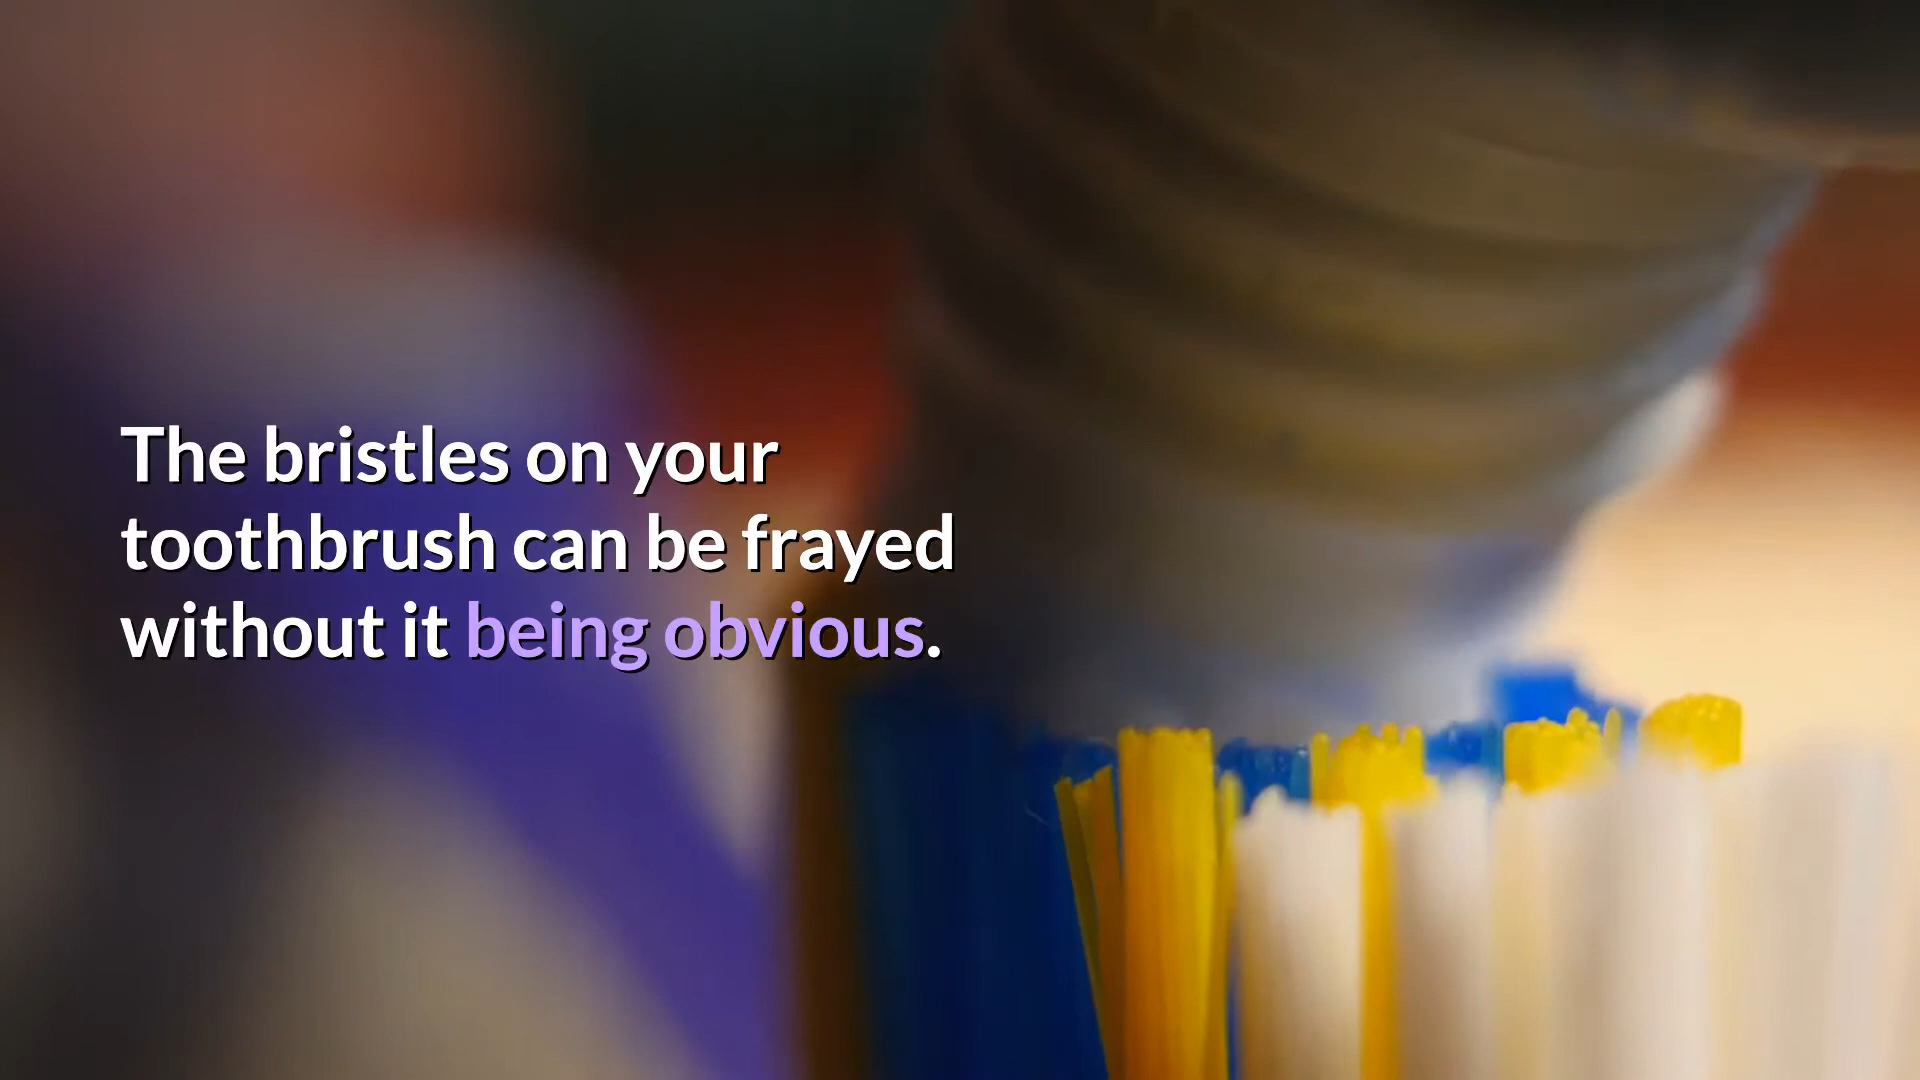 The bristles on your
toothbrush can be frayed
without it being obvious.